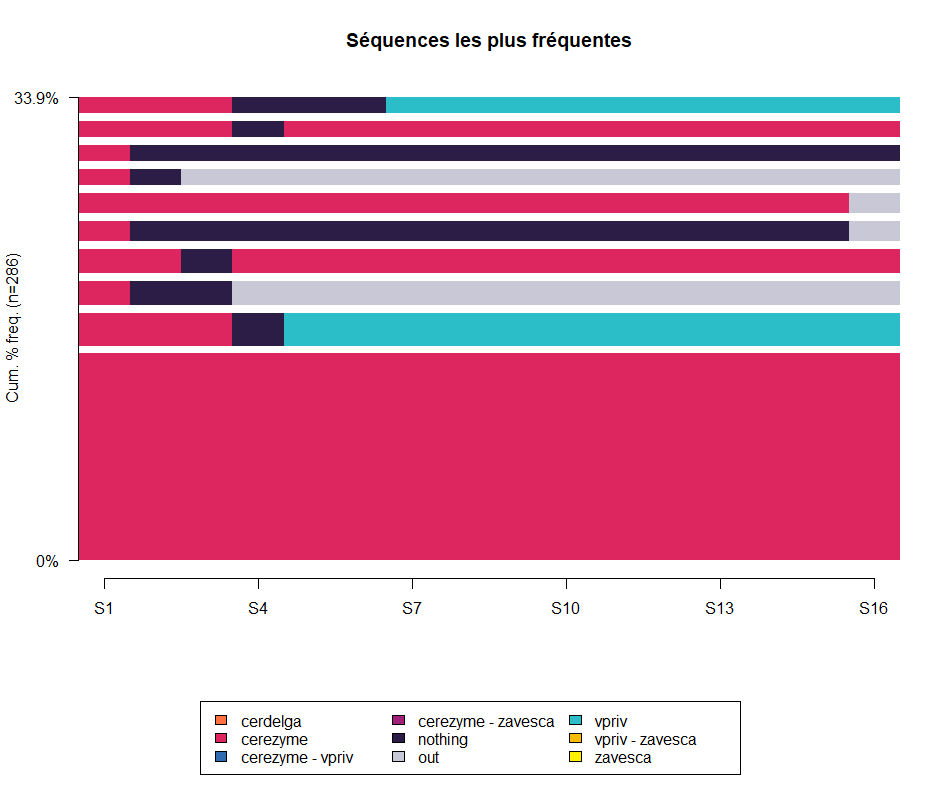 Séquences les plus fréquentes
33.9%
Cum. % freq. (n=286)
0%
S1 S4 S7 S10 S13 S16
cerdelga cerezyme - zavesca vpriv
cerezyme nothing vpriv - zavesca
cerezyme - vpriv out zavesca